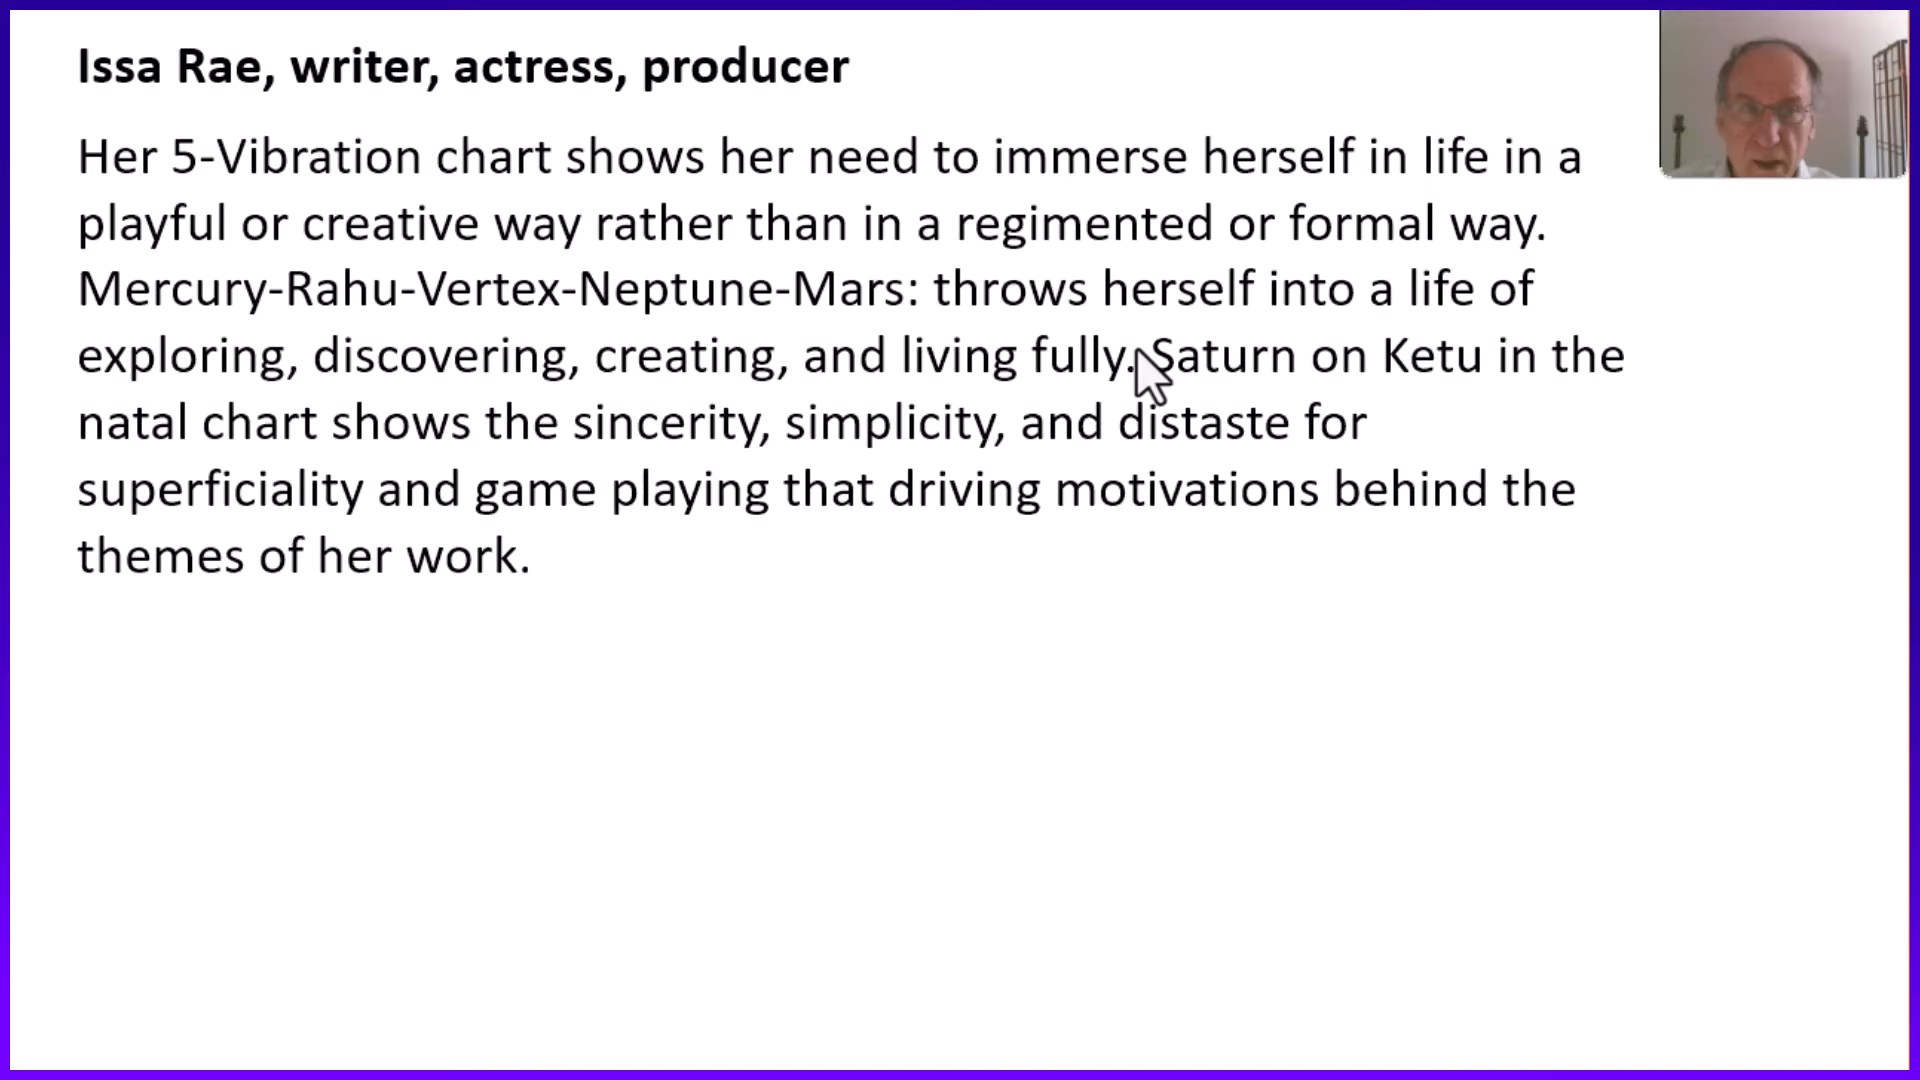 Issa Rae, writer, actress, producer
Her 5-Vibration chart shows her need to immerse herself in life in a
playful or creative way rather than in a regimented or formal way.
Mercury-Rahu-Vertex-Neptune-Mars: throws herself into a life of
exploring, discovering, creating, and living fully. Saturn on Ketu in the
natal chart shows the sincerity, simplicity, and distaste for
superficiality and game playing that driving motivations behind the
themes of her work.